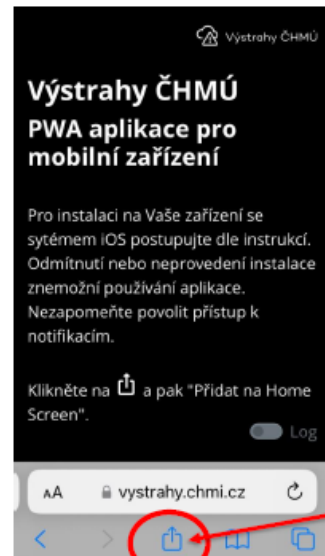 Výstrahy ČHMÚ
Výstrahy ČHMÚ
PWA aplikace pro
mobilní zařízení
Pro instalaci na Vaše zařízení se
sytémem iOS postupujte dle instrukcí.
Odmítnutí nebo neprovedení instalace
znemožní používání aplikace.
Nezapomeňte povolit přístup k
notifikacím.
Klikněte na a pak "Přidat na Home
Screen".
Log
AA vystrahy.chmi.cz